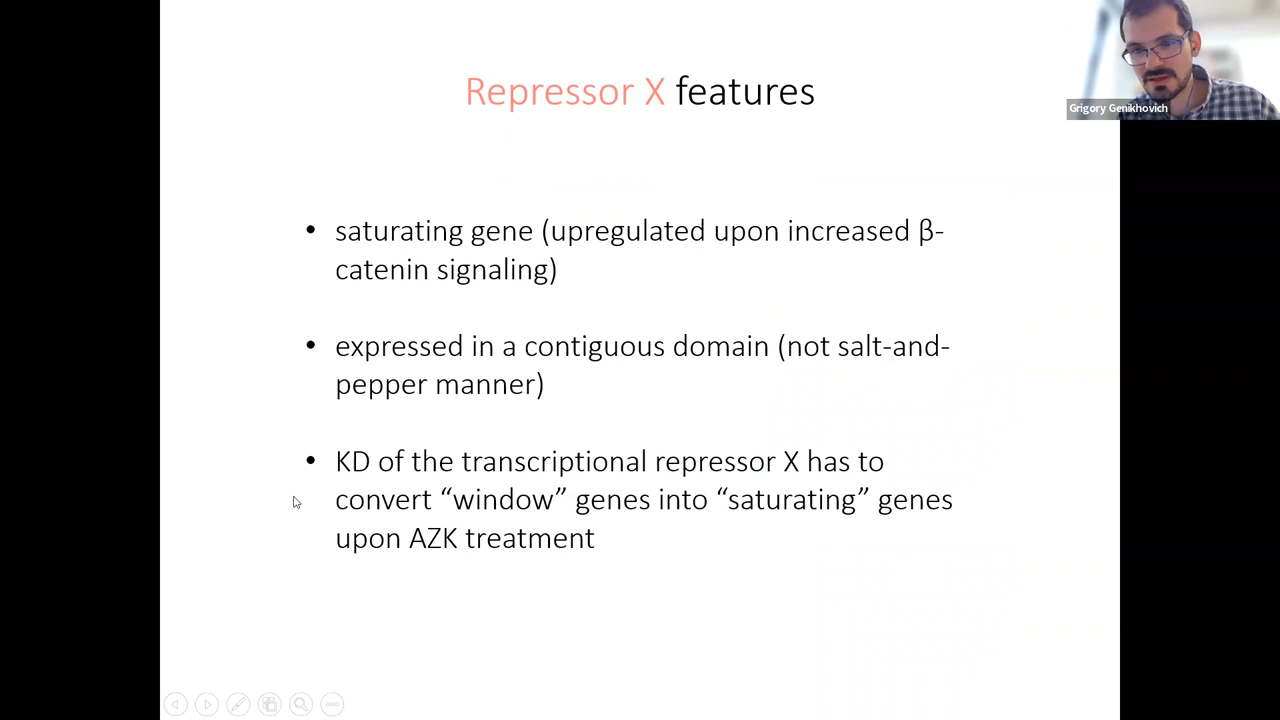 Repressor X features
Grigory Genikhovich
• saturating gene (upregulated upon increased β-
catenin signaling)
• expressed in a contiguous domain (not salt-and-
pepper manner)
• KD of the transcriptional repressor X has to
convert “window” genes into “saturating” genes
upon AZK treatment